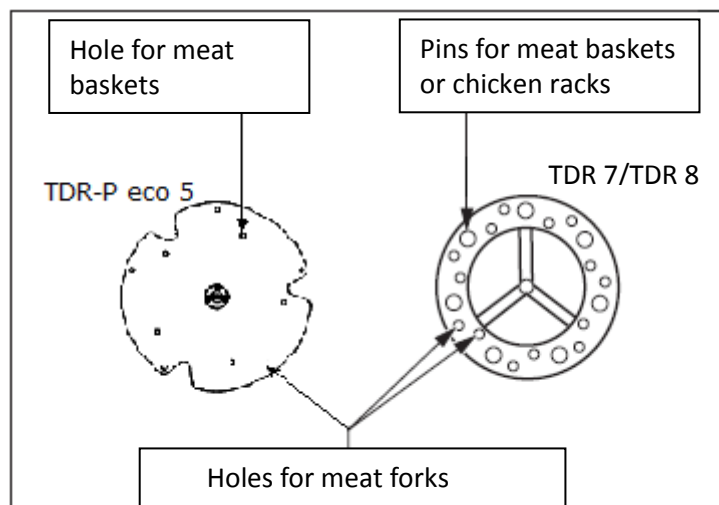 Hole for meat
baskets
Pins for meat baskets
or chicken racks
TDR-P eco 5
TDR 7/TDR 8
Holes for meat forks